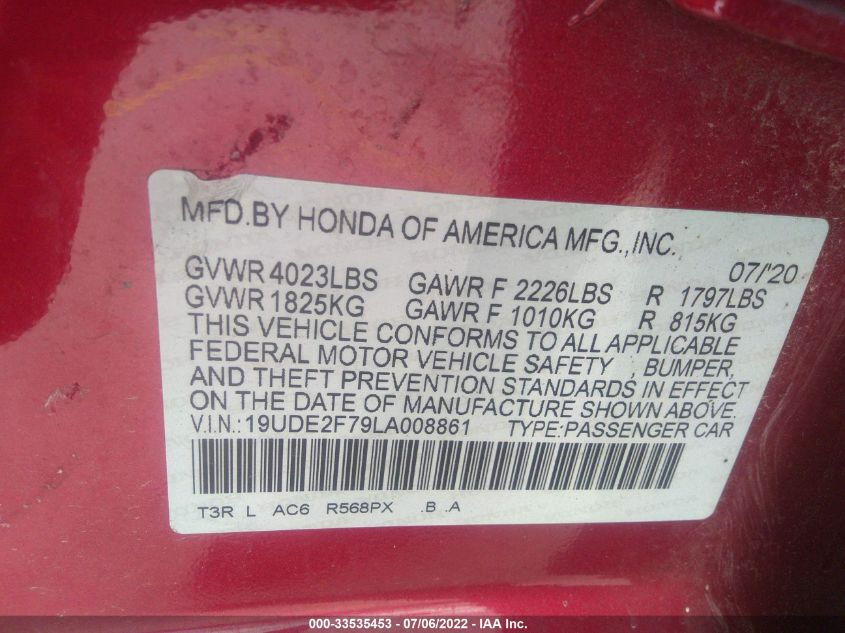 MFD.BY HONDA OF AMERICA MFG.,INC.
07/'20
GVWR 4023LBS GAWR F 2226LBS R 1797LBS
GVWR 1825KG GAWR F 1010KG R 815KG
THIS VEHICLE CONFORMS TO ALL APPLICABLE
FEDERAL MOTOR VEHICLE SAFETY , BUMPER,
AND THEFT PREVENTION STANDARDS IN EFFECT
ON THE DATE OF MANUFACTURE SHOWN ABOVE.
V.I.N.:19UDE2F79LA008861 TYPE:PASSENGER CAR
T3R L AC6 R568PX .B .A
000-33535453 - 07/06/2022 - IAA Inc.